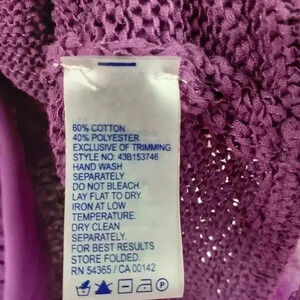 60% COTTON
40% POLYESTER
EXCLUSIVE OF TRIMMING
STYLE NO: 43B153746
HAND WASH
SEPARATELY
DO NOT BLEACH.
LAY FLAT TO DRY.
IRON AT LOW
TEMPERATURE.
DRY CLEAN
SEPARATELY.
FOR BEST RESULTS
STORE FOLDED.
RN 54365 / CA 00142